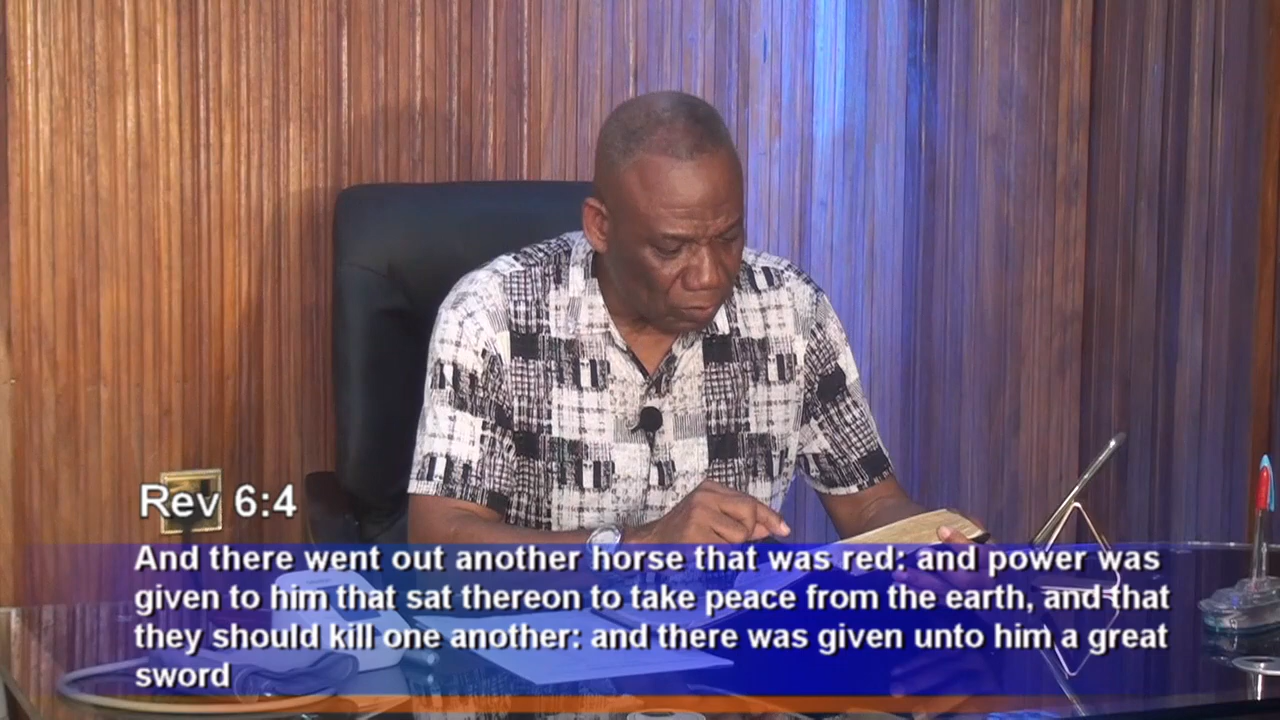 Rev 6:4
And there went out another horse that was red: and power was
given to him that sat thereon to take peace from the earth, and that
they should kill one another: and there was given unto him a great
sword